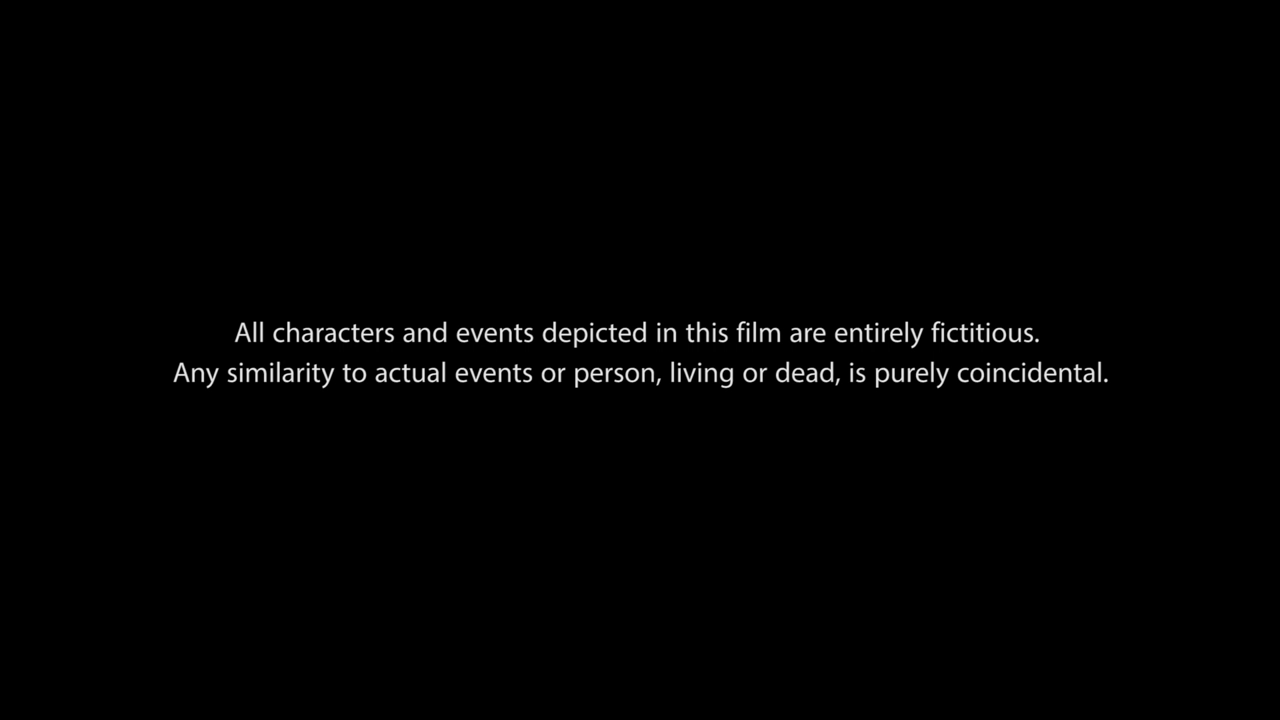 All characters and events depicted in this film are entirely fictitious.
Any similarity to actual events or person, living or dead, is purely coincidental.